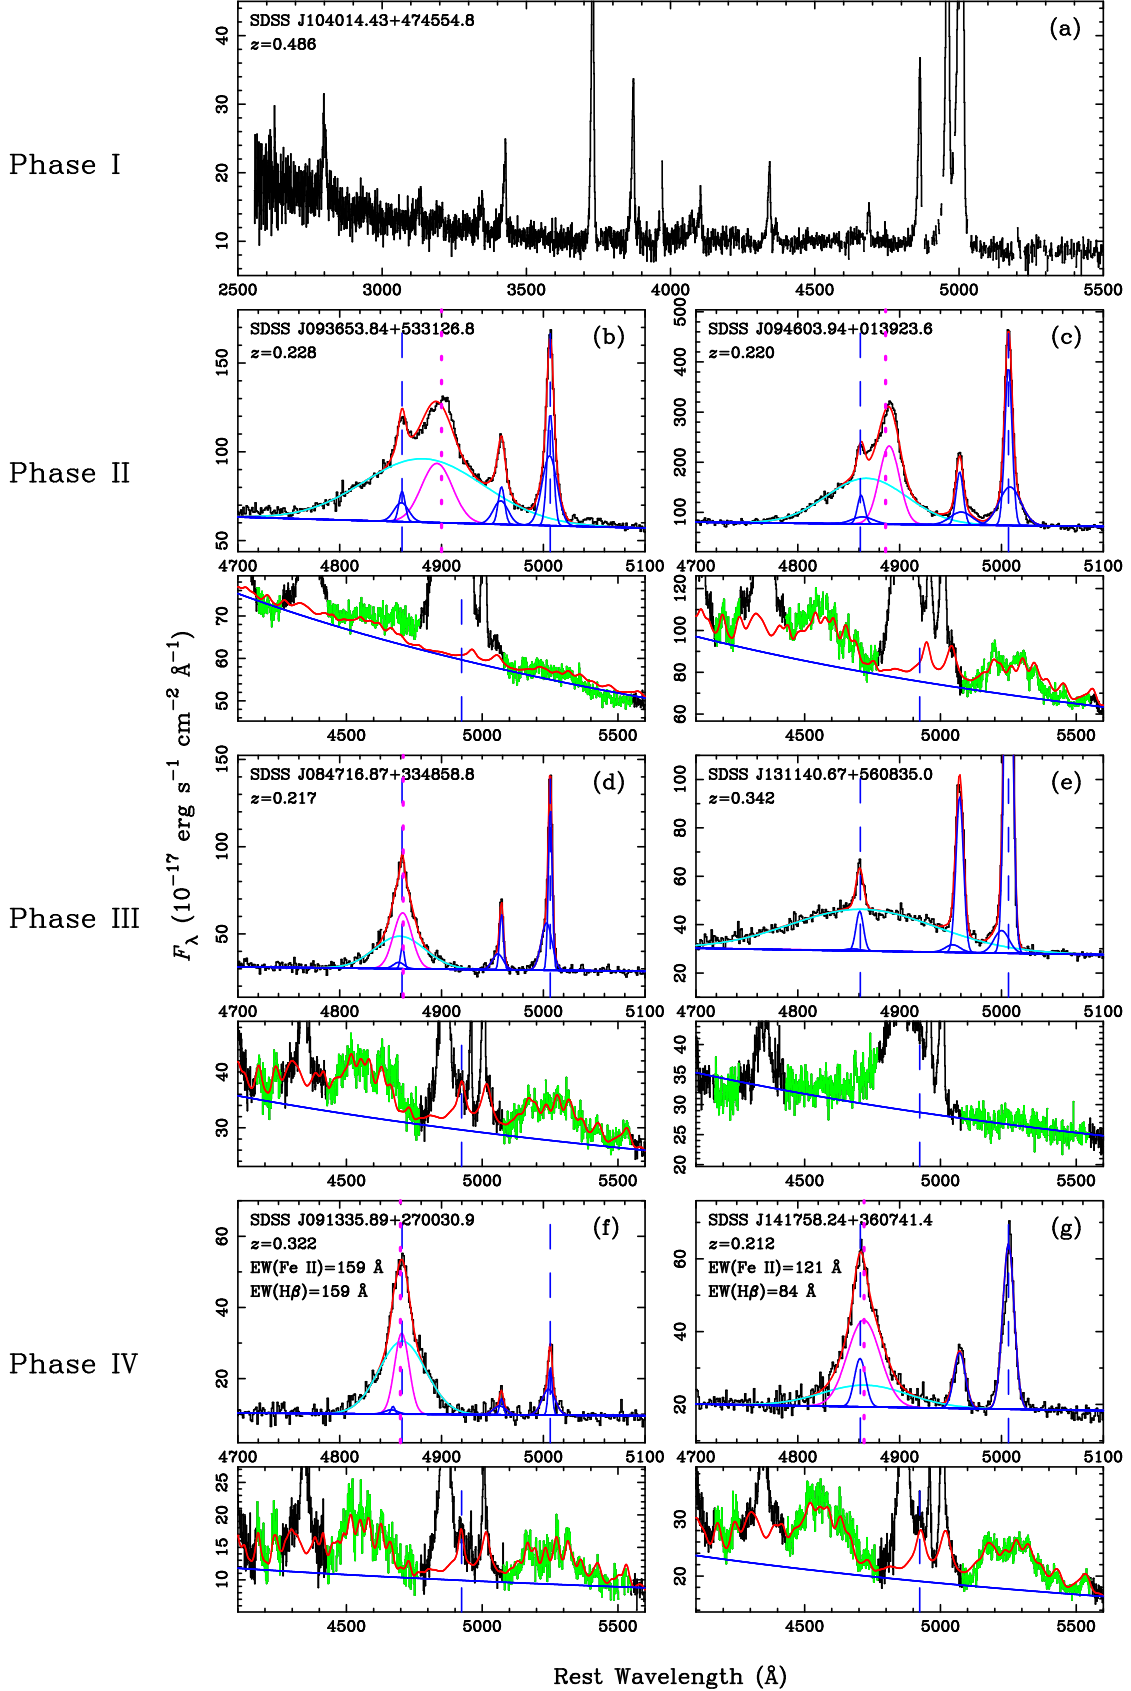 Phase I
SDSS J104014.43+474554.8
z=0.486
(a)
40
30
20
10
2500 3000 3500 4000 4500 5000 5500
Phase II
SDSS J093653.84+533126.8
z=0.228
(b)
150
100
50
4700 4800 4900 5000 5100
SDSS J094603.94+013923.6
z=0.220
(c)
500
400
300
200
100
4700 4800 4900 5000 5100
70
60
50
4500 5000 5500
120
100
80
60
4500 5000 5500
Fλ (10−17 erg s−1 cm−2 Å−1)
Phase III
SDSS J084716.87+334858.8
z=0.217
(d)
150
100
50
4700 4800 4900 5000 5100
SDSS J131140.67+560835.0
z=0.342
(e)
100
80
60
40
20
4700 4800 4900 5000 5100
40
30
4500 5000 5500
40
35
30
25
20
4500 5000 5500
Phase IV
SDSS J091335.89+270030.9
z=0.322
EW(Fe II)=159 Å
EW(Hβ)=159 Å
(f)
60
40
20
4700 4800 4900 5000 5100
SDSS J141758.24+360741.4
z=0.212
EW(Fe II)=121 Å
EW(Hβ)=84 Å
(g)
60
40
20
4700 4800 4900 5000 5100
25
20
15
10
4500 5000 5500
30
20
4500 5000 5500
Rest Wavelength (Å)